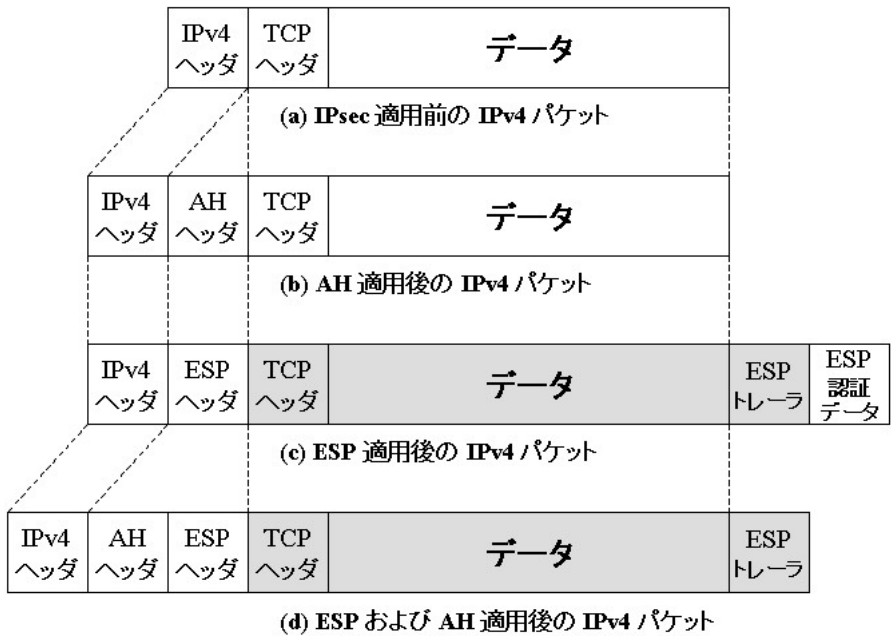 IPv4
ヘッダ
TCP
ヘッダ
データ
(a) IPsec 適用前の IPv4 パケット
IPv4
ヘッダ
AH
ヘッダ
TCP
ヘッダ
データ
(b) AH 適用後の IPv4 パケット
IPv4
ヘッダ
ESP
ヘッダ
TCP
ヘッダ
データ
ESP
トレーラ
ESP
認証
データ
(c) ESP 適用後の IPv4 パケット
IPv4
ヘッダ
AH
ヘッダ
ESP
ヘッダ
TCP
ヘッダ
データ
ESP
トレーラ
(d) ESP および AH 適用後の IPv4 パケット